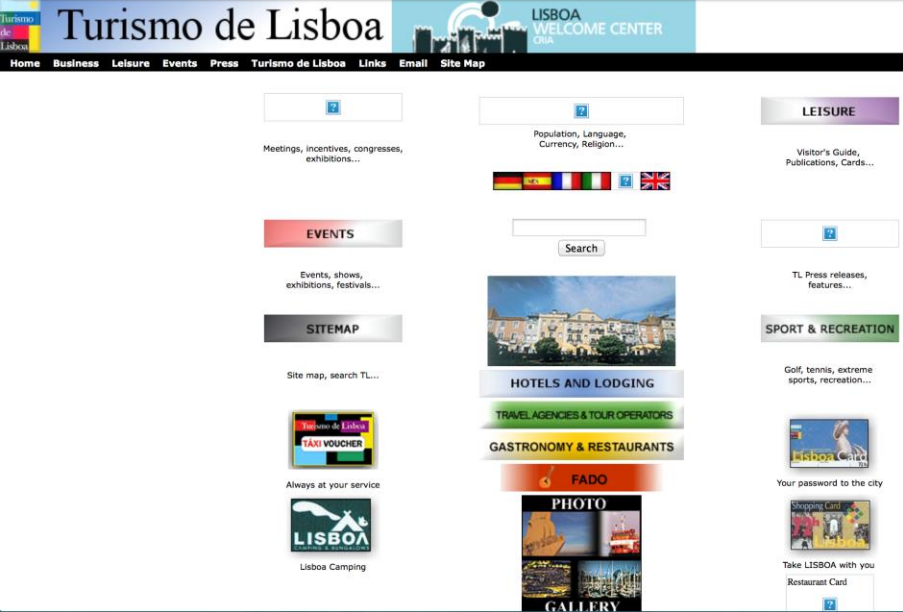 Turismo
de
Lisboa
Turismo de Lisboa
LISBOA
WELCOME CENTER
CRIA
Home Business Leisure Events Press Turismo de Lisboa Links Email Site Map
Meetings, incentives, congresses,
exhibitions...
EVENTS
Events, shows,
exhibitions, festivals...
SITEMAP
Site map, search TL...
Turismo de Lisboa
TÁXI VOUCHER
Always at your service
LISBOA
CAMPING & BUNGALOWS
Lisboa Camping
Population, Language,
Currency, Religion...
Search
HOTELS AND LODGING
TRAVEL AGENCIES & TOUR OPERATORS
GASTRONOMY & RESTAURANTS
FADO
PHOTO
GALLERY
LEISURE
Visitor's Guide,
Publications, Cards...
TL Press releases,
features...
SPORT & RECREATION
Golf, tennis, extreme
sports, recreation...
Lisboa Card
Your password to the city
Shopping Card
72h
Lisboa
Take LISBOA with you
Restaurant Card